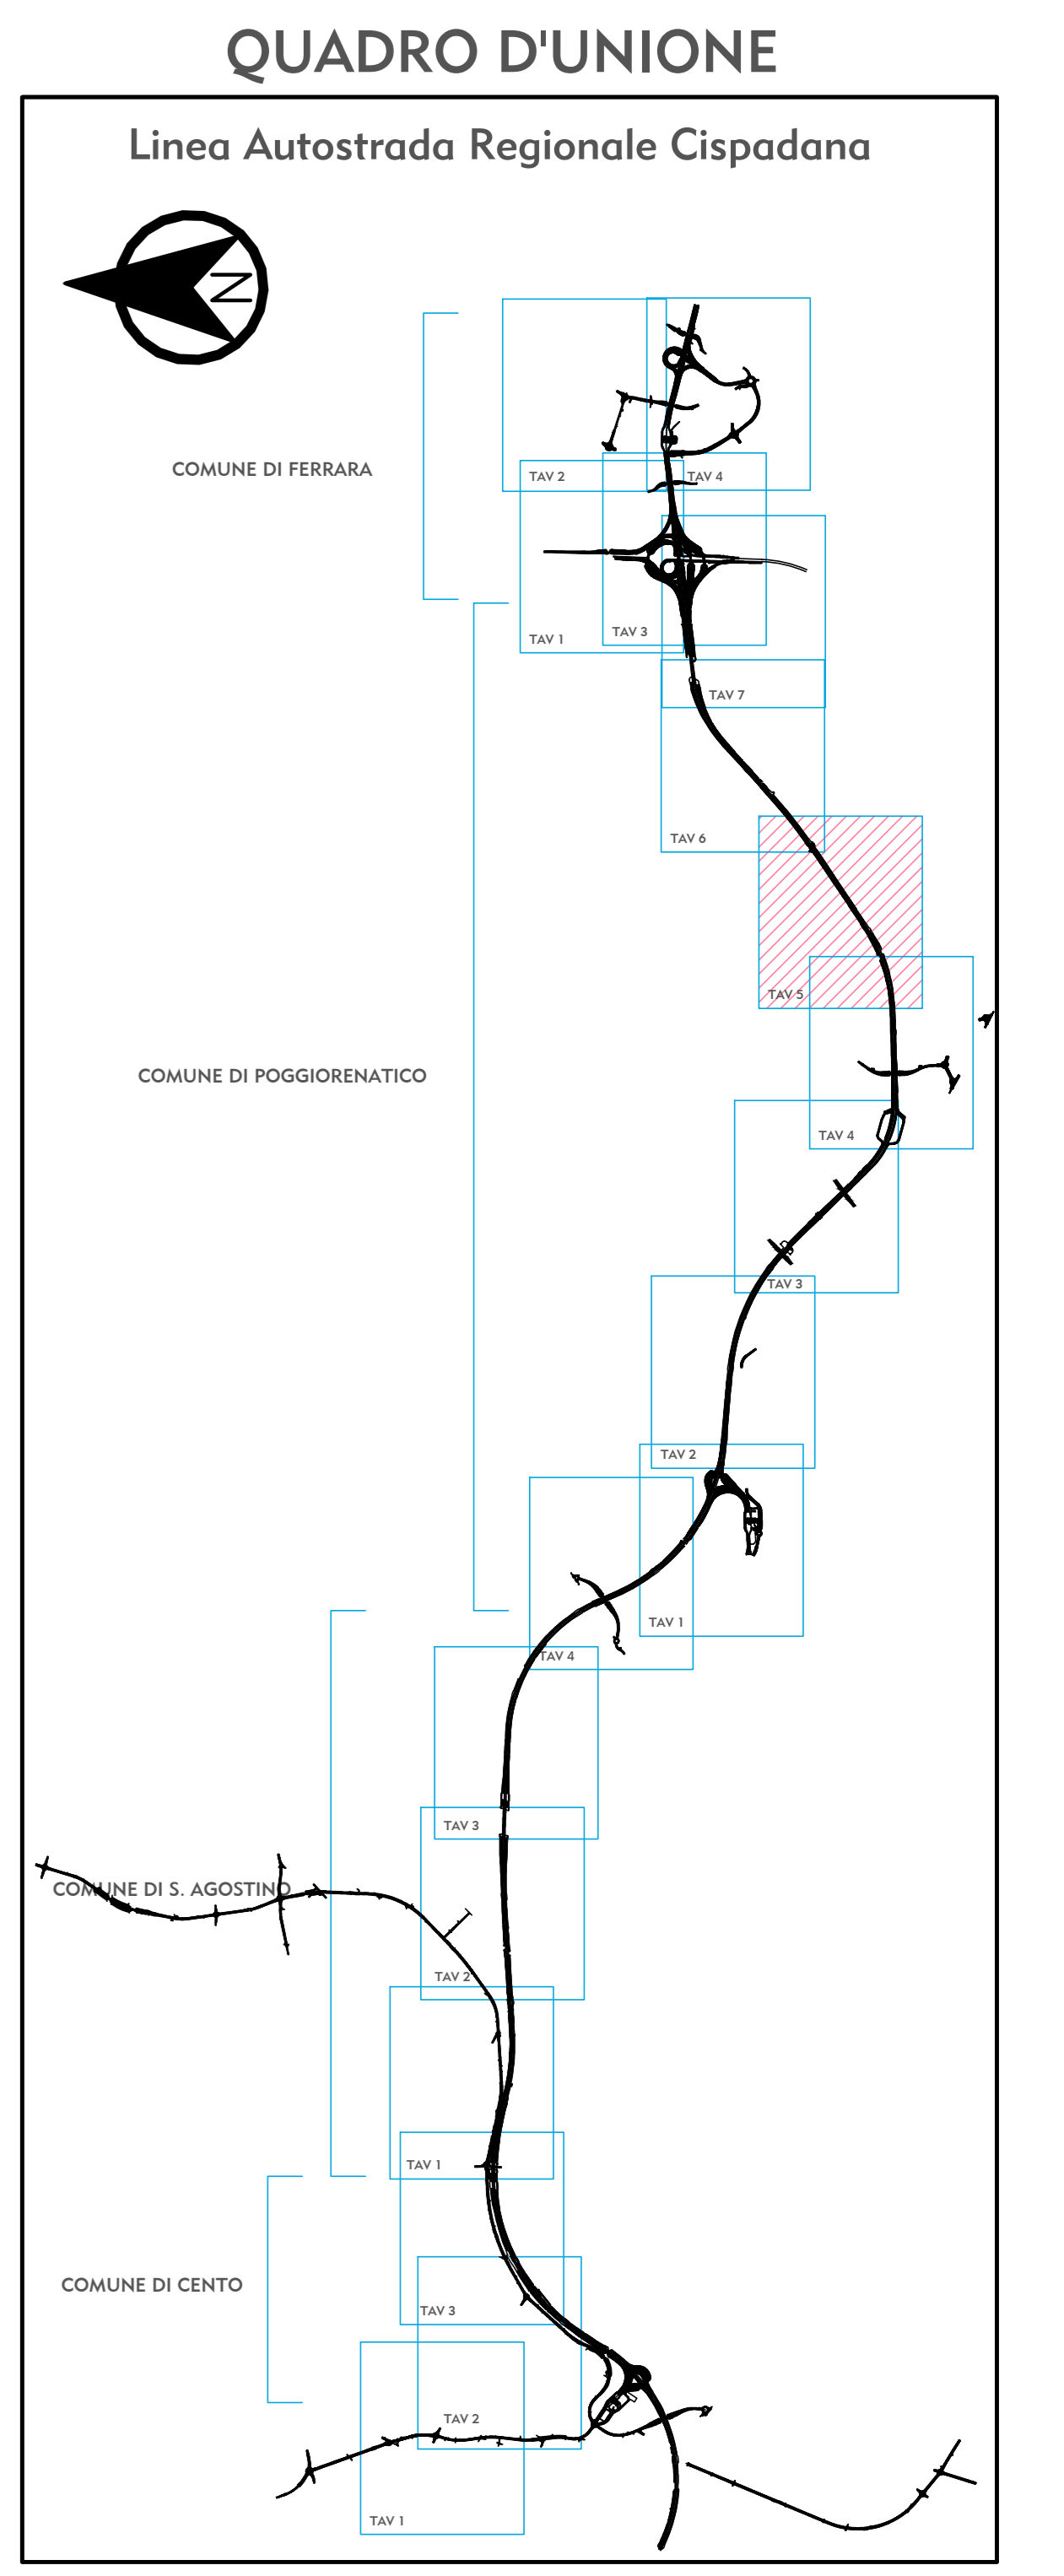 QUADRO D'UNIONE
Linea Autostrada Regionale Cispadana
N
COMUNE DI FERRARA
TAV 2
TAV 4
TAV 1
TAV 3
TAV 7
TAV 6
TAV 5
COMUNE DI POGGIORENATICO
TAV 4
TAV 3
TAV 2
TAV 1
TAV 4
TAV 3
COMUNE DI S. AGOSTINO
TAV 2
TAV 1
COMUNE DI CENTO
TAV 3
TAV 2
TAV 1